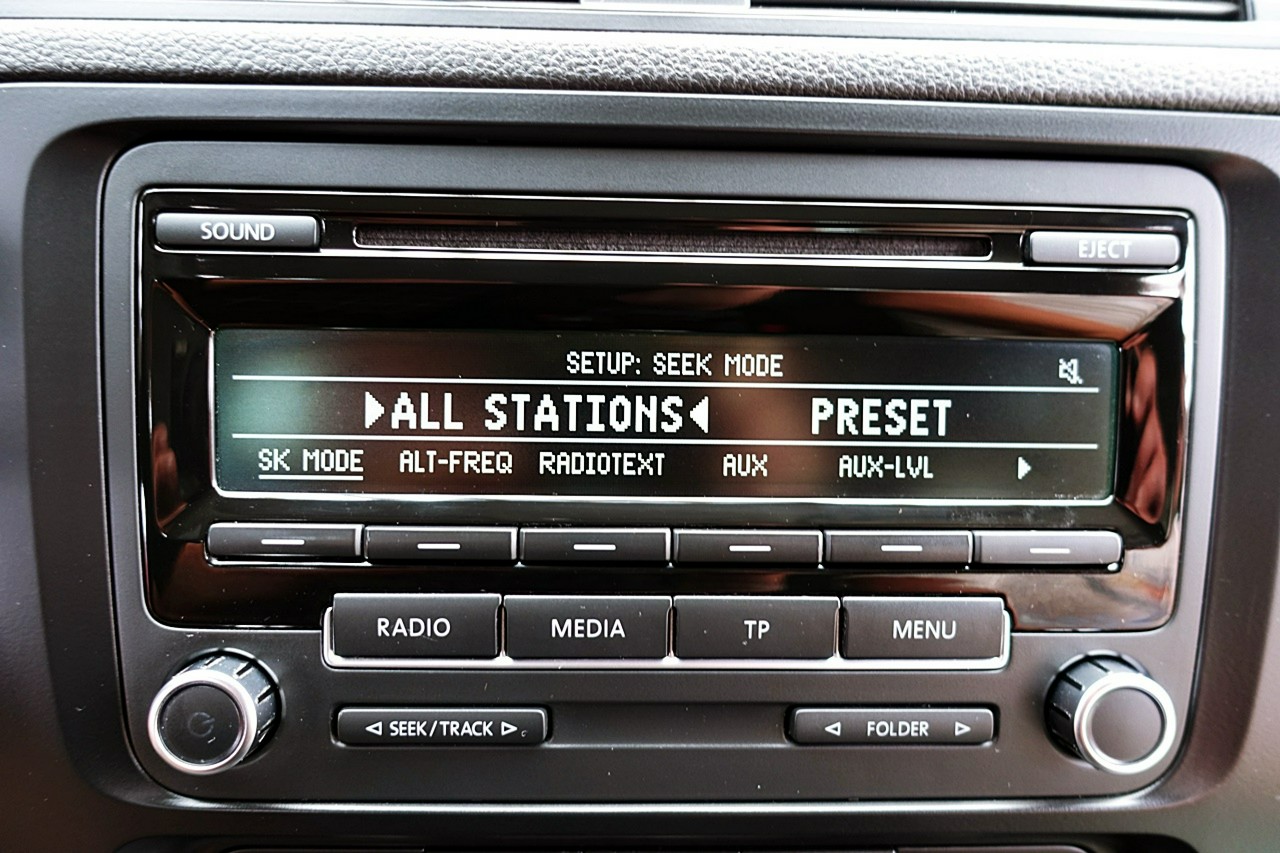 SOUND EJECT
SETUP: SEEK MODE
ALL STATIONS PRESET
SK MODE ALT-FREQ RADIOTEXT AUX AUX-LVL
RADIO MEDIA TP MENU
SEEK/TRACK FOLDER